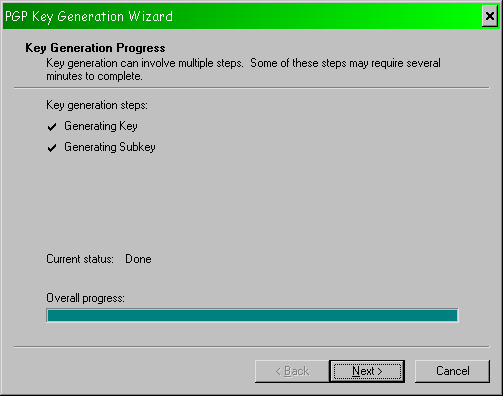 PGP Key Generation Wizard
Key Generation Progress
Key generation can involve multiple steps.  Some of these steps may require several
minutes to complete.
Key generation steps:
Generating Key
Generating Subkey
Current status:   Done
Overall progress:
< Back   Next >   Cancel